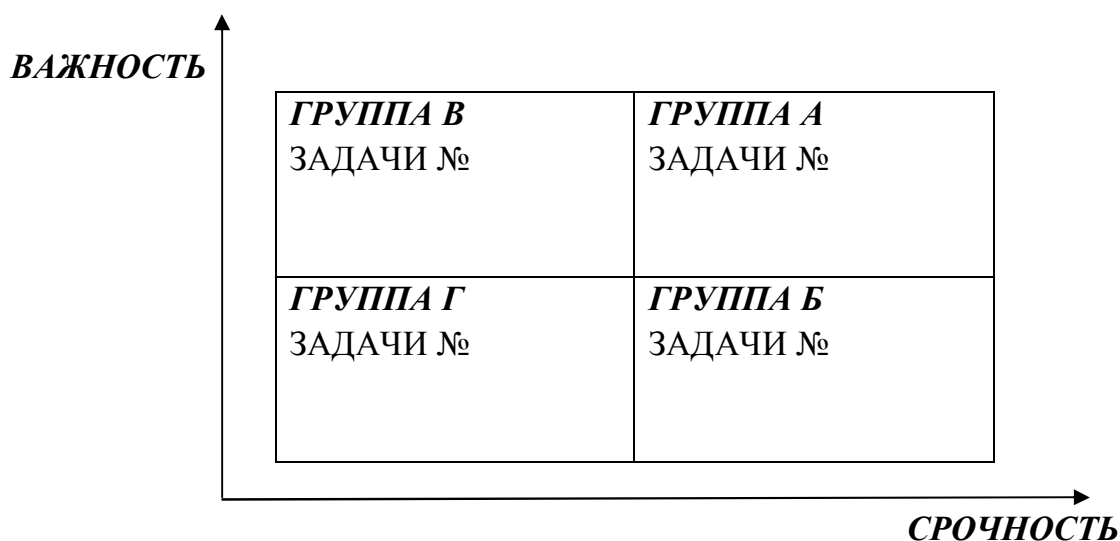 ВАЖНОСТЬ
ГРУППА В
ЗАДАЧИ №
ГРУППА А
ЗАДАЧИ №
ГРУППА Г
ЗАДАЧИ №
ГРУППА Б
ЗАДАЧИ №
СРОЧНОСТЬ